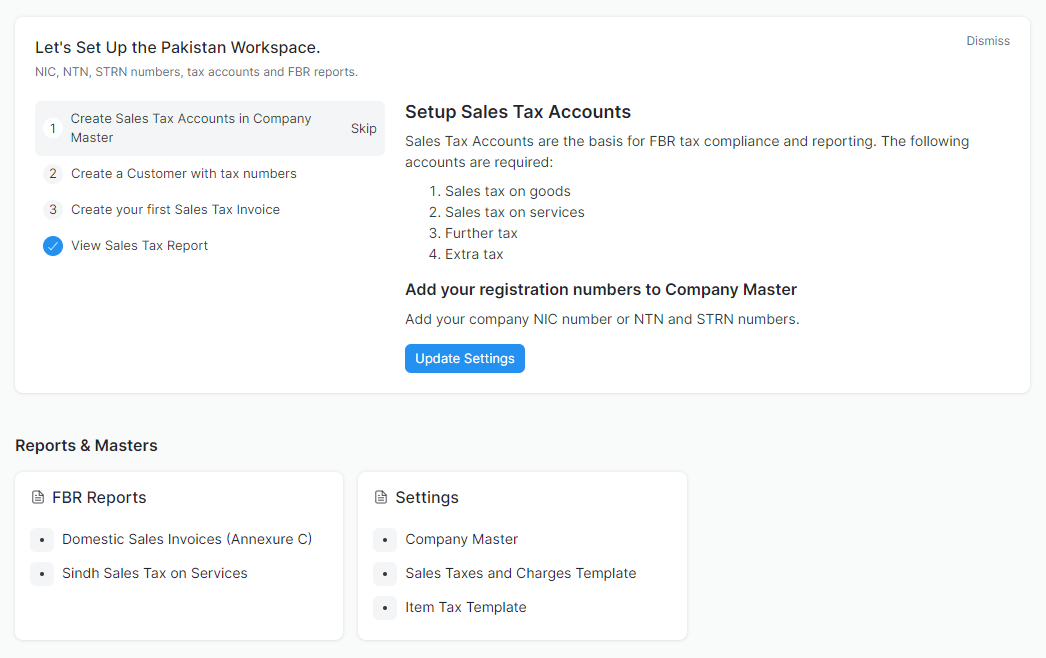 Let's Set Up the Pakistan Workspace.
Dismiss
NIC, NTN, STRN numbers, tax accounts and FBR reports.
1
Create Sales Tax Accounts in Company
Master
Skip
2 Create a Customer with tax numbers
3 Create your first Sales Tax Invoice
View Sales Tax Report
Setup Sales Tax Accounts
Sales Tax Accounts are the basis for FBR tax compliance and reporting. The following
accounts are required:
1. Sales tax on goods
2. Sales tax on services
3. Further tax
4. Extra tax
Add your registration numbers to Company Master
Add your company NIC number or NTN and STRN numbers.
Update Settings
Reports & Masters
FBR Reports
• Domestic Sales Invoices (Annexure C)
• Sindh Sales Tax on Services
Settings
• Company Master
• Sales Taxes and Charges Template
• Item Tax Template